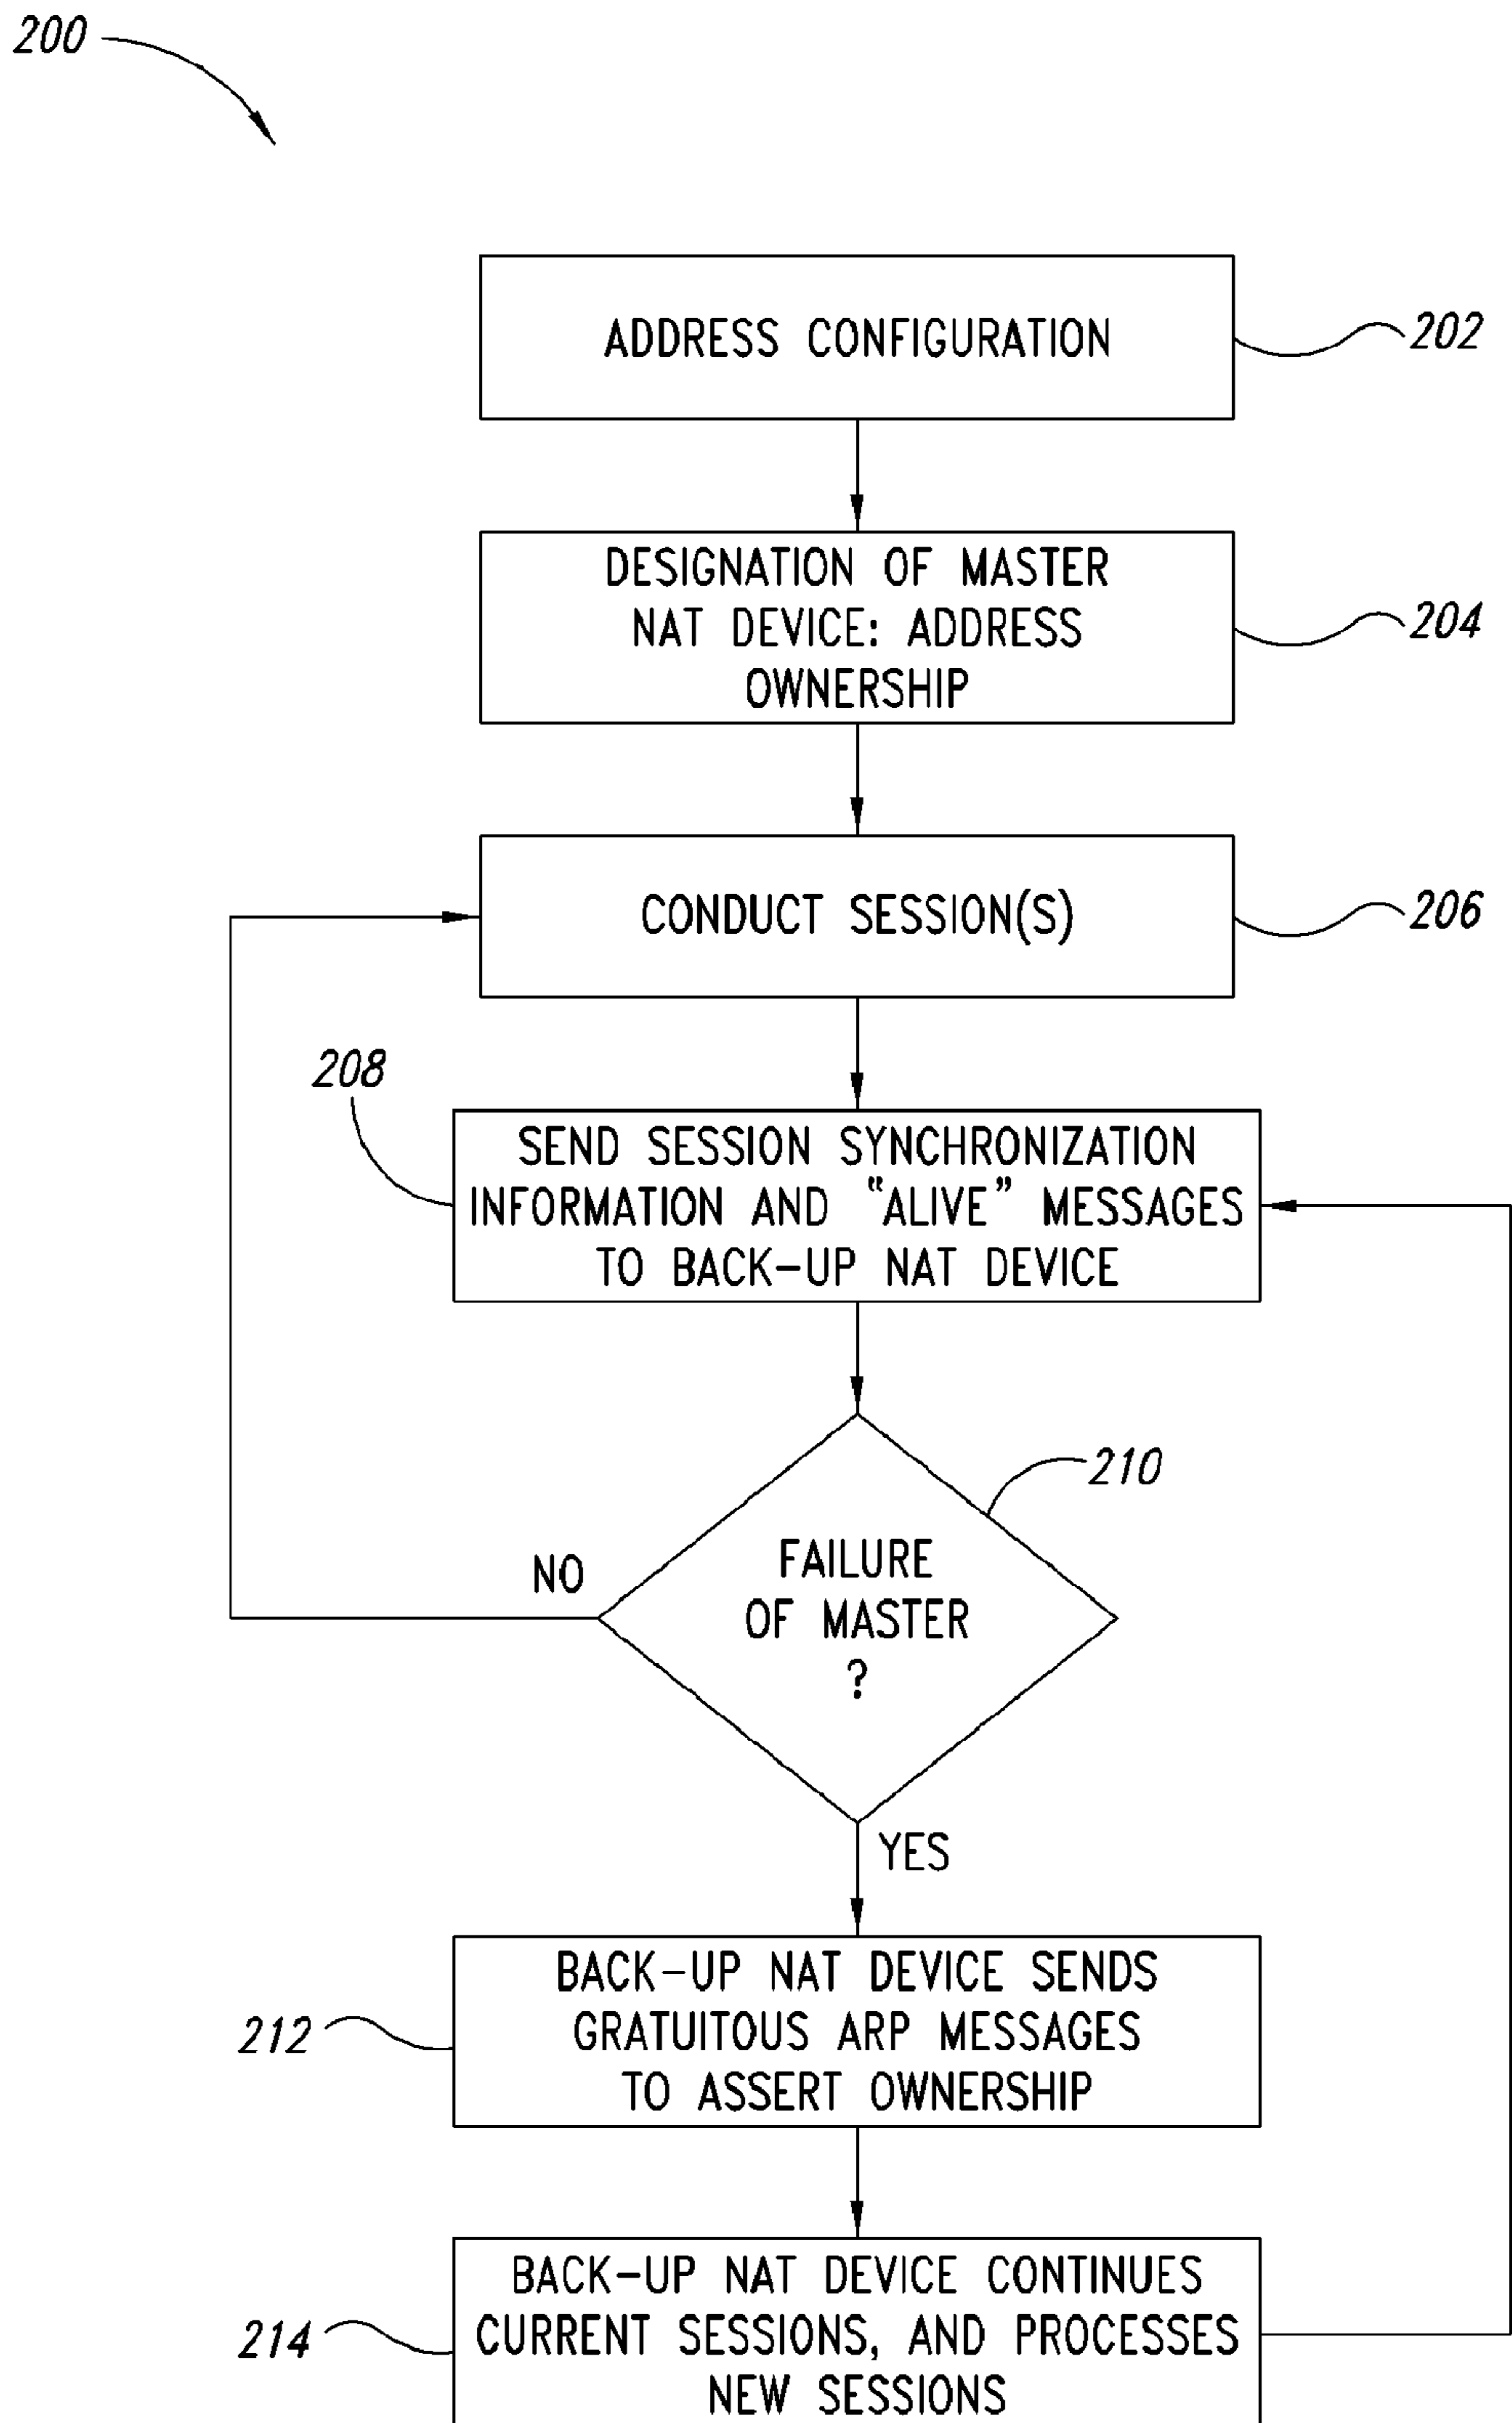 200
ADDRESS CONFIGURATION
202
DESIGNATION OF MASTER
NAT DEVICE: ADDRESS
OWNERSHIP
204
CONDUCT SESSION(S)
206
208
SEND SESSION SYNCHRONIZATION
INFORMATION AND “ALIVE” MESSAGES
TO BACK-UP NAT DEVICE
210
FAILURE
OF MASTER
?
NO
YES
BACK-UP NAT DEVICE SENDS
GRATUITOUS ARP MESSAGES
TO ASSERT OWNERSHIP
212
BACK-UP NAT DEVICE CONTINUES
CURRENT SESSIONS, AND PROCESSES
NEW SESSIONS
214